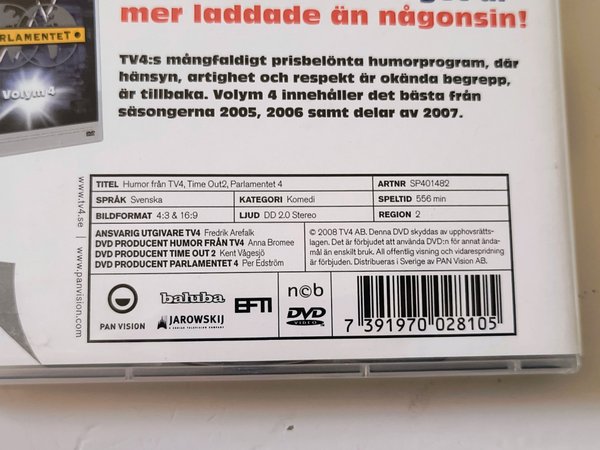 mer laddade än någonsin!
PARLAMENTET
Volym 4
TV4:s mångfaldigt prisbelönta humorprogram, där
hänsyn, artighet och respekt är okända begrepp,
är tillbaka. Volym 4 innehåller det bästa från
säsongerna 2005, 2006 samt delar av 2007.
www.tv4.se | www.panvision.com
TITEL Humor från TV4, Time Out2, Parlamentet 4 ARTNR SP401482
SPRÅK Svenska KATEGORI Komedi SPELTID 556 min
BILDFORMAT 4:3 & 16:9 LJUD DD 2.0 Stereo REGION 2
ANSVARIG UTGIVARE TV4 Fredrik Arefalk
DVD PRODUCENT HUMOR FRÅN TV4 Anna Bromee
DVD PRODUCENT TIME OUT 2 Kent Vågesjö
DVD PRODUCENT PARLAMENTET 4 Per Edström
© 2008 TV4 AB. Denna DVD skyddas av upphovsrätts-
lagen. Det är förbjudet att använda DVD:n för annat ända-
mål än enskilt bruk. All offentlig visning och vidarespridning
är förbjuden. Distribueras i Sverige av PAN Vision AB.
PAN VISION
baluba
JAROWSKIJ
EFTI
n©b
DVD
VIDEO
7 391970 028105